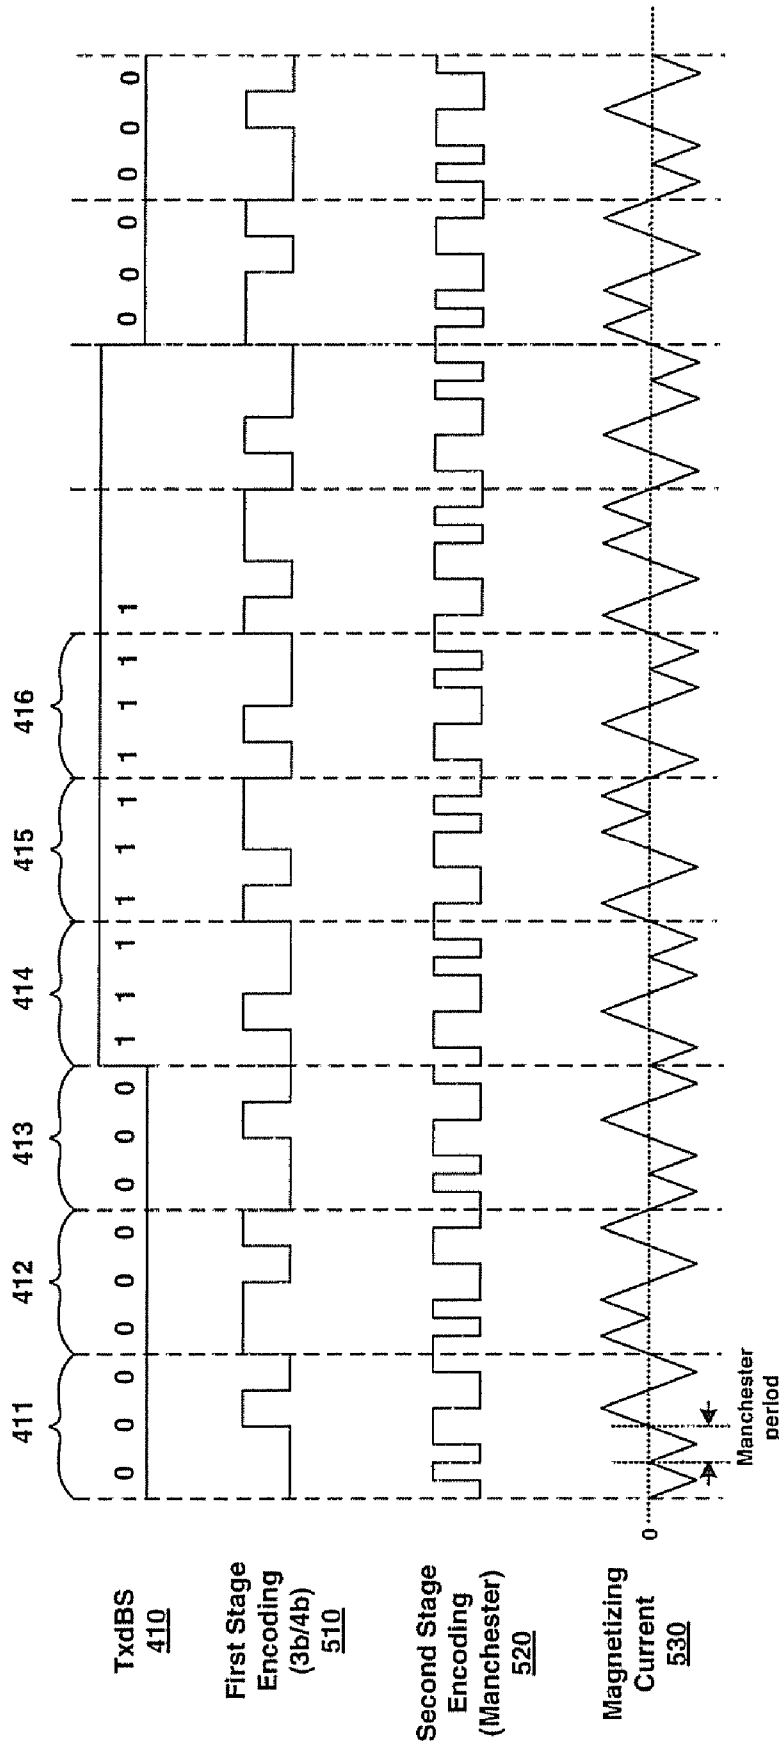 411 412 413 414 415 416
TxdBS
410
0 0 0 0 0 0 0 0 0 1 1 1 1 1 1 1 1 1 1 0 0 0 0 0 0
First Stage
Encoding
(3b/4b)
510
Second Stage
Encoding
(Manchester)
520
Magnetizing
Current
530
0
Manchester
period